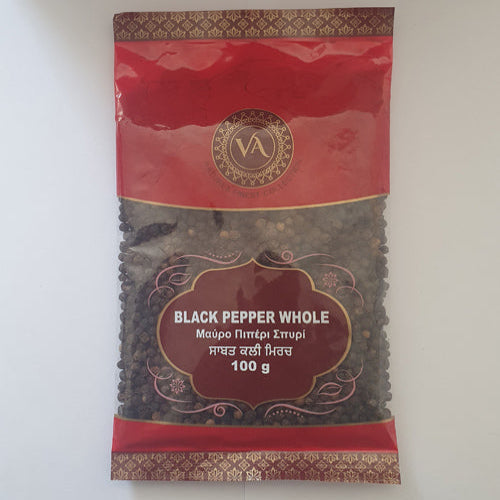 VA
BLACK PEPPER WHOLE
Μαύρο Πιπέρι Σπυρί
ਸਾਬਤ ਕਲੀ ਮਿਰਚ
100 g